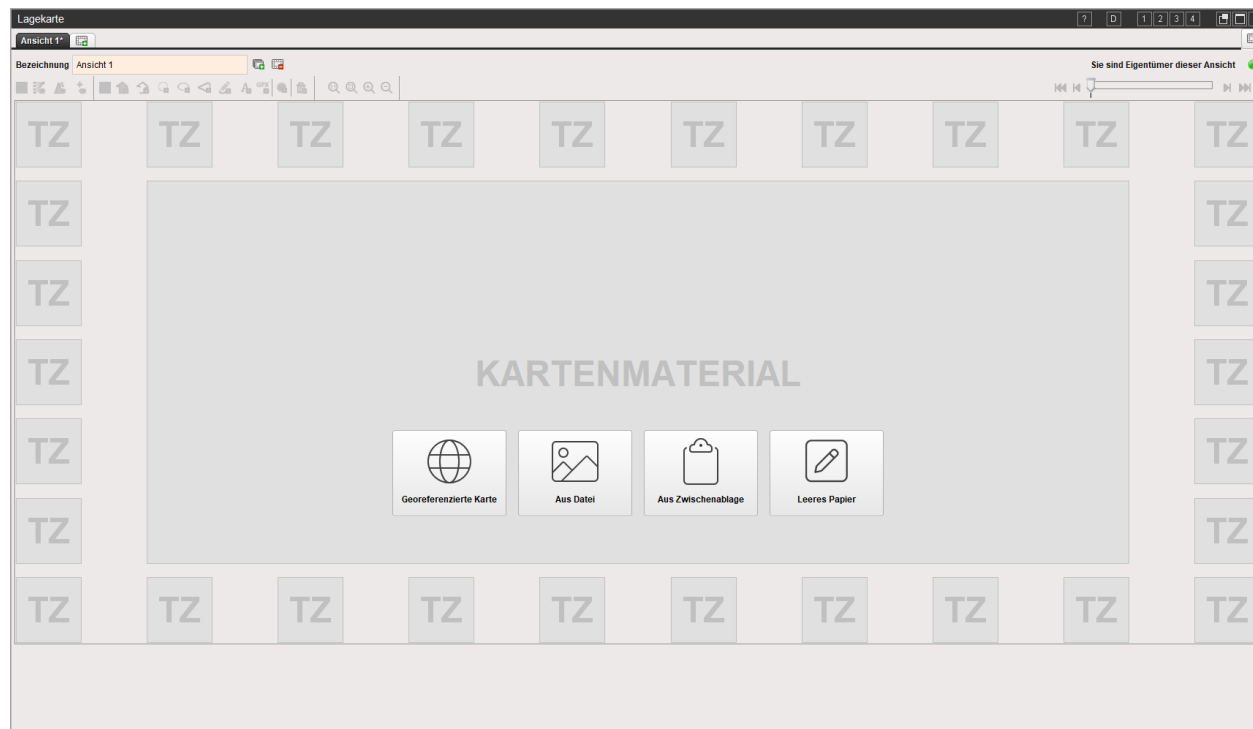 Lagekarte ? D 1 2 3 4
Ansicht 1*
Bezeichnung Ansicht 1 Sie sind Eigentümer dieser Ansicht
GPX
TZ TZ TZ TZ TZ TZ TZ TZ TZ TZ
TZ TZ
TZ TZ
TZ TZ
KARTENMATERIAL
TZ TZ
Georeferenzierte Karte Aus Datei Aus Zwischenablage Leeres Papier
TZ TZ
TZ TZ TZ TZ TZ TZ TZ TZ TZ TZ